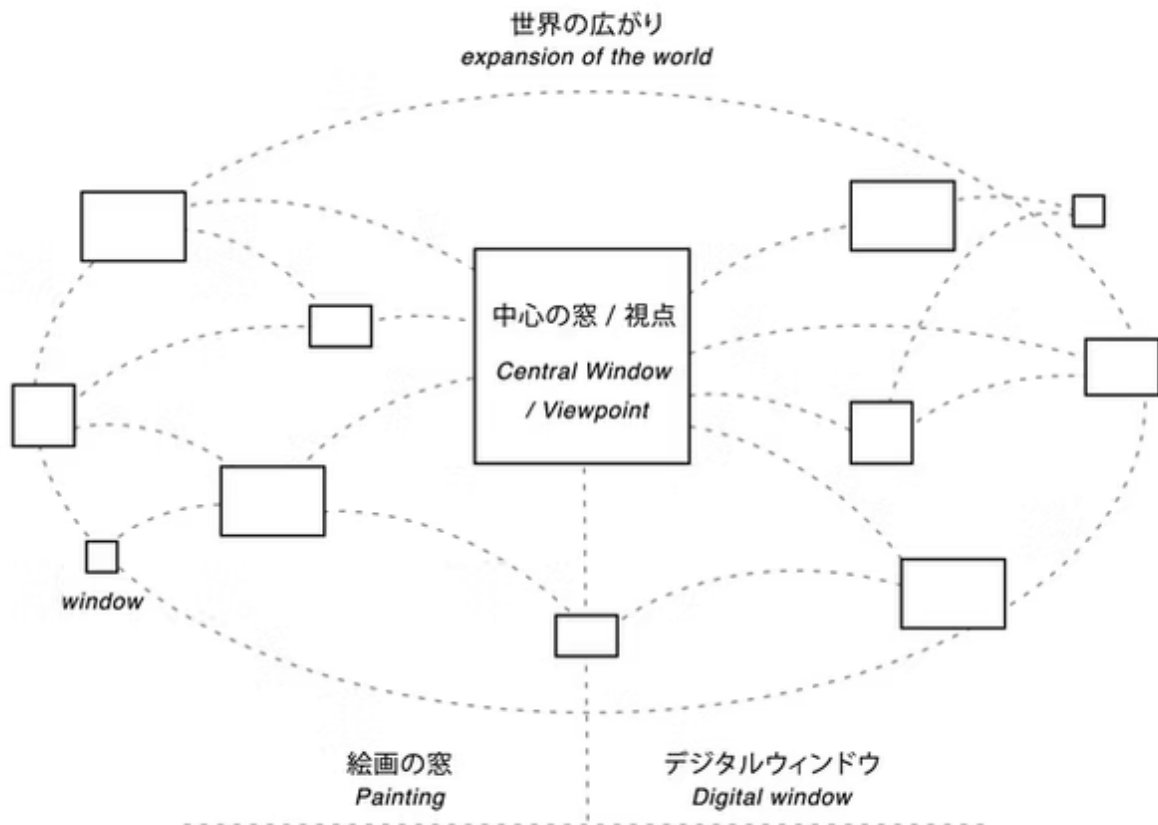 世界の広がり
expansion of the world
中心の窓 / 視点
Central Window
/ Viewpoint
window
絵画の窓
Painting
デジタルウィンドウ
Digital window